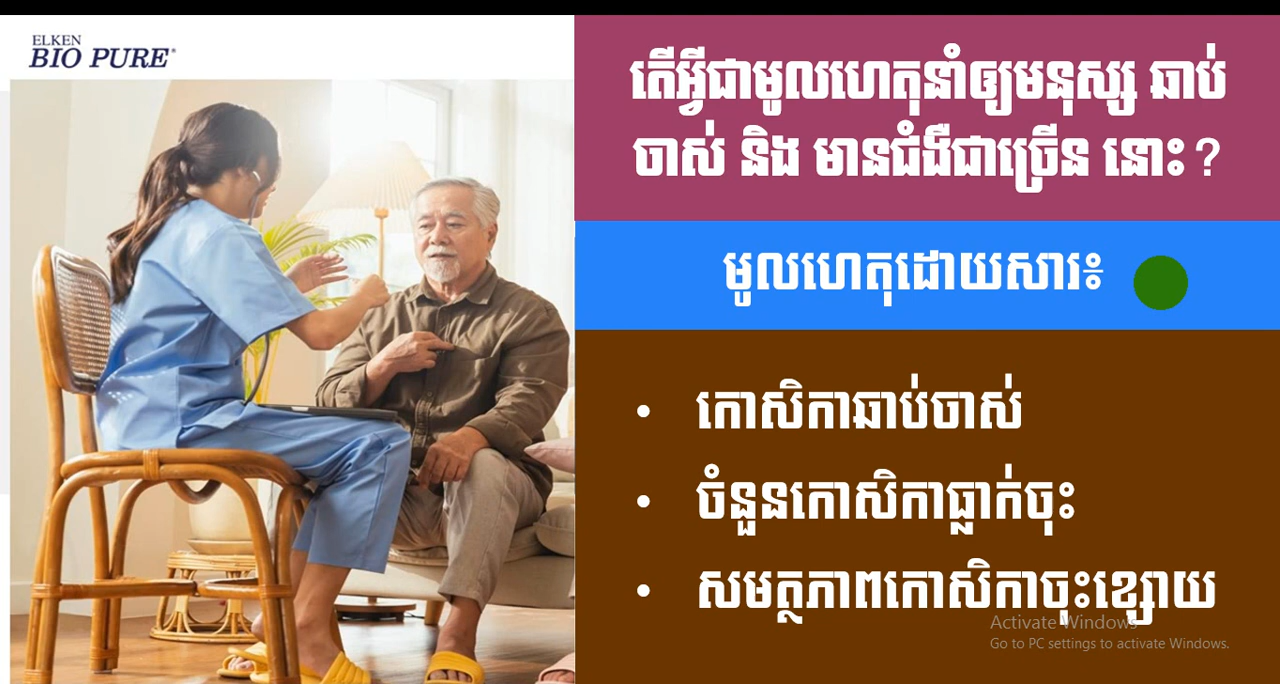 ELKEN
BIO PURE®
តើអ្វីជាមូលហេតុនាំឲ្យមនុស្ស ឆាប់
ចាស់ និង មានជំងឺជាច្រើន នោះ?
មូលហេតុដោយសារ៖
• កោសិកាឆាប់ចាស់
• ចំនួនកោសិកាធ្លាក់ចុះ
• សមត្ថភាពកោសិកាចុះខ្សោយ
Activate Windows
Go to PC settings to activate Windows.